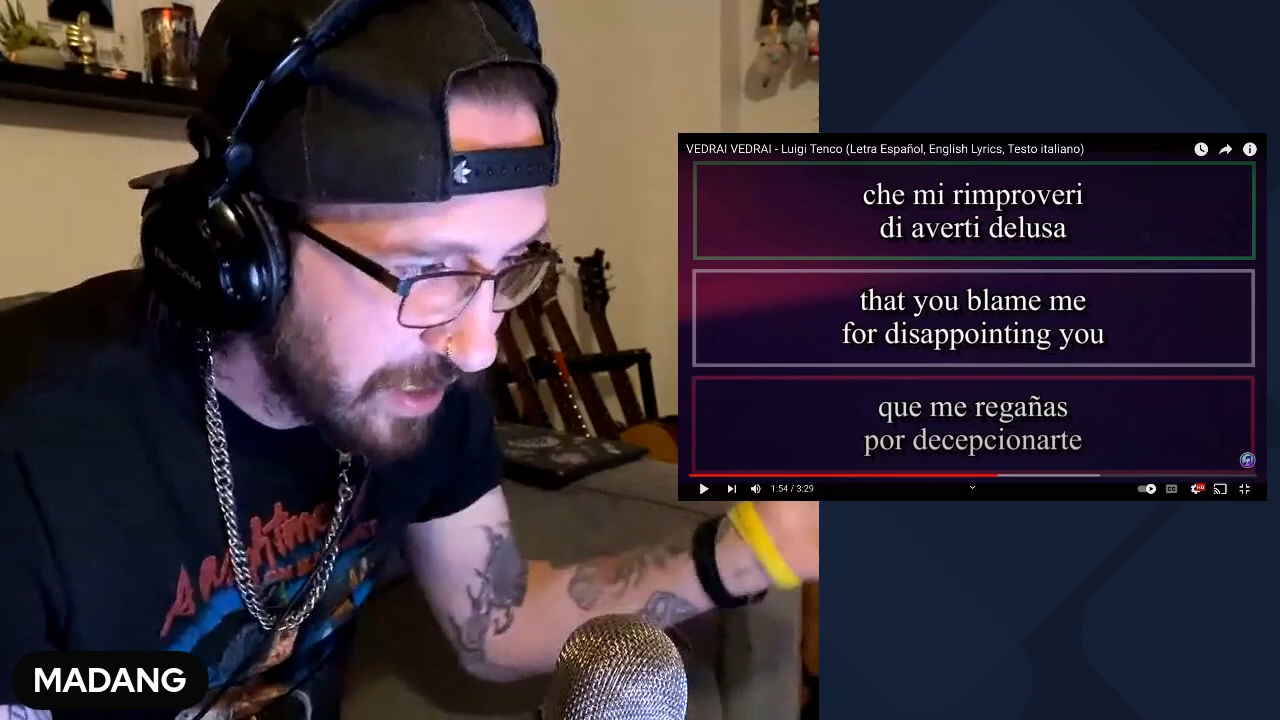 VEDRAI VEDRAI - Luigi Tenco (Letra Español, English Lyrics, Testo italiano)
che mi rimproveri
di averti delusa
that you blame me
for disappointing you
que me regañas
por decepcionarte
1:54 / 3:29
MADANG